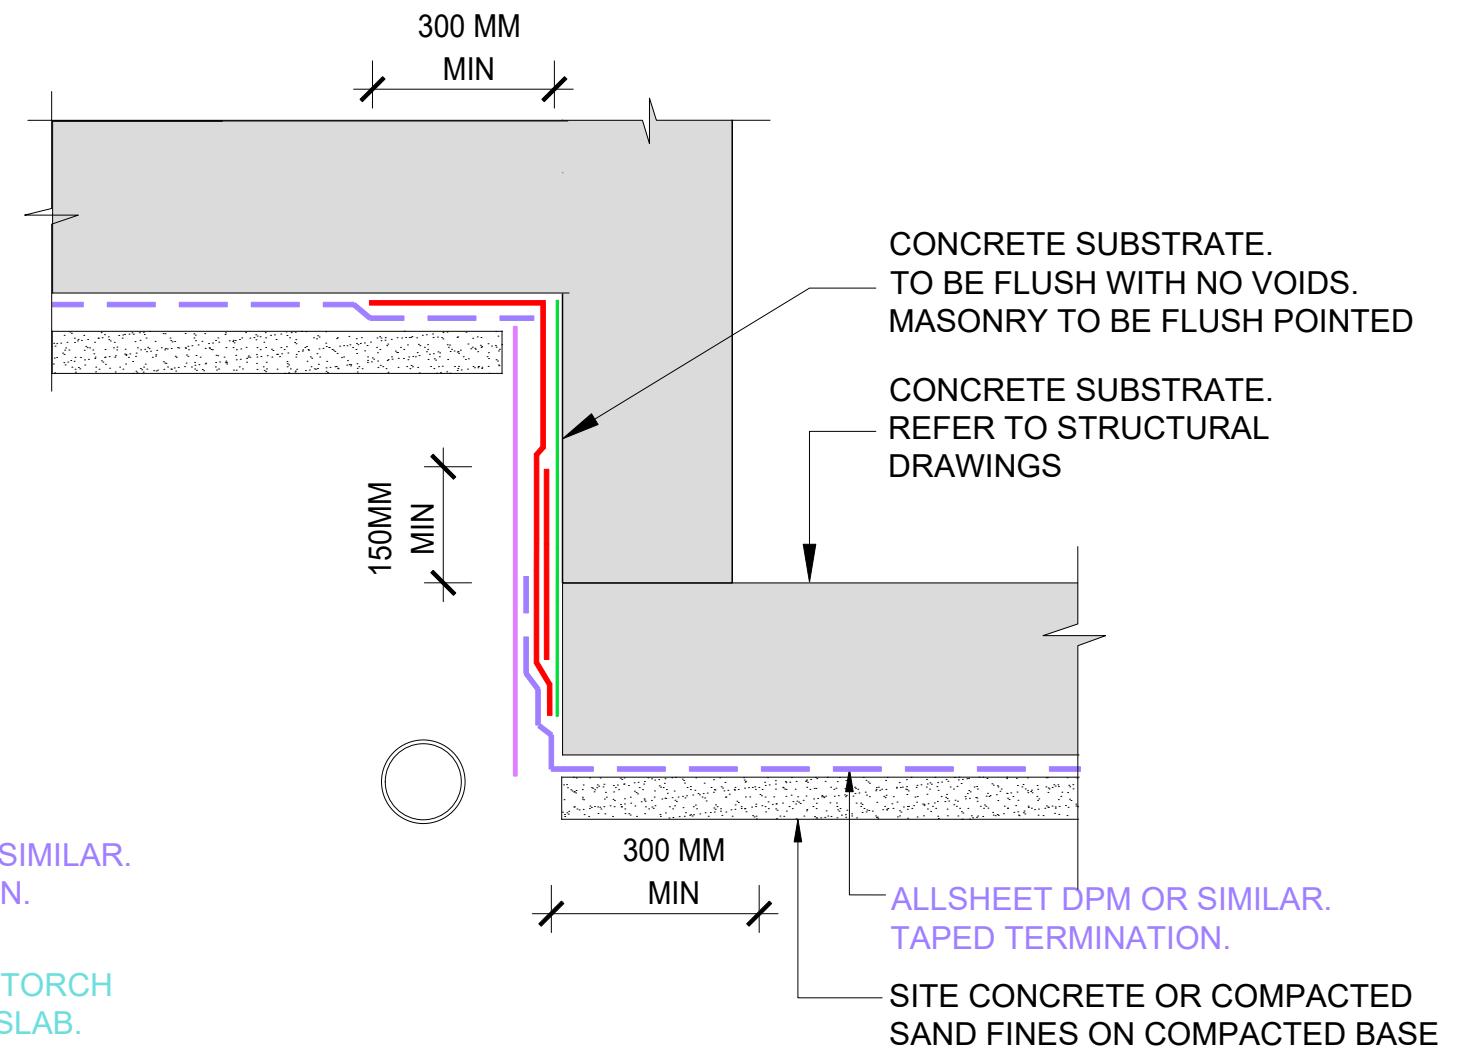 300 MM
MIN
CONCRETE SUBSTRATE.
TO BE FLUSH WITH NO VOIDS.
MASONRY TO BE FLUSH POINTED
CONCRETE SUBSTRATE.
REFER TO STRUCTURAL
DRAWINGS
150MM
MIN
300 MM
MIN
SIMILAR.
N.
TORCH
SLAB.
ALLSHEET DPM OR SIMILAR.
TAPED TERMINATION.
SITE CONCRETE OR COMPACTED
SAND FINES ON COMPACTED BASE